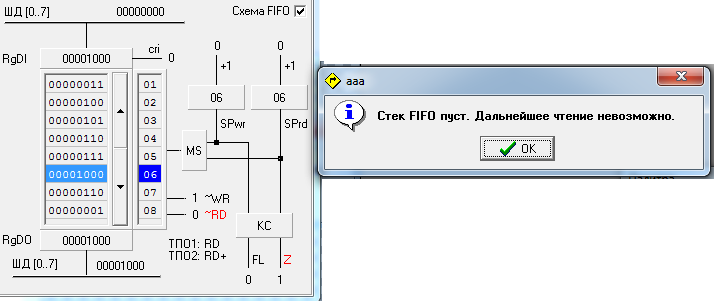 ШД [0..7] 00000000
Схема FIFO
RgDI 00001000
cri 0
0 0
+1 +1
06 06
SPwr SPrd
00000011 01
00000100 02
00000101 03
00000110 04
00000111 05
00001000 06
00000110 07
00000001 08
MS
1 ~WR
0 ~RD
КС
RgDO 00001000
ТП01: RD
ТП02: RD+
FL Z
ШД [0..7] 00001000
0 1
aaa
Стек FIFO пуст. Дальнейшее чтение невозможно.
OK